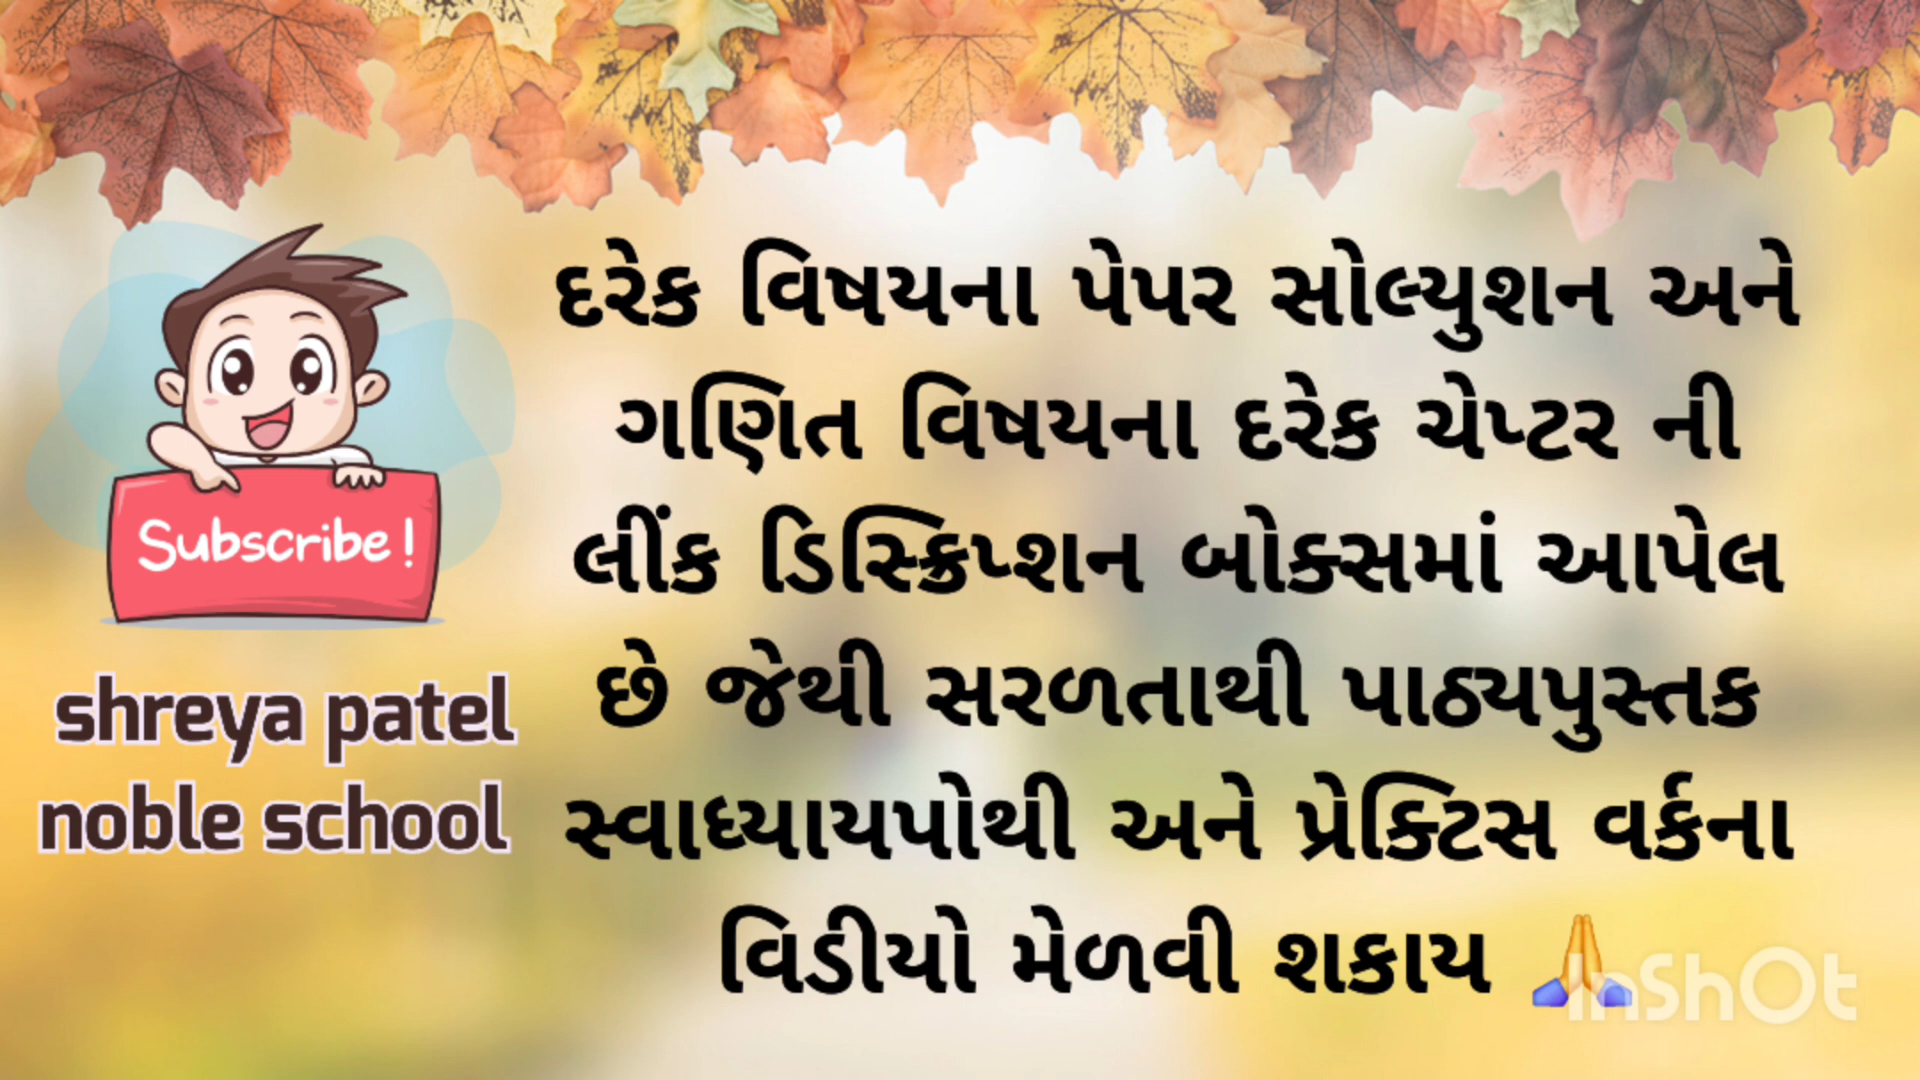 દરેક વિષયના પેપર સોલ્યુશન અને
ગણિત વિષયના દરેક ચેપ્ટર ની
લીંક ડિસ્ક્રિપ્શન બોક્સમાં આપેલ
છે જેથી સરળતાથી પાઠ્યપુસ્તક
સ્વાધ્યાયપોથી અને પ્રેક્ટિસ વર્કના
વિડીયો મેળવી શકાય 🙏
Subscribe!
shreya patel
noble school
InShOt